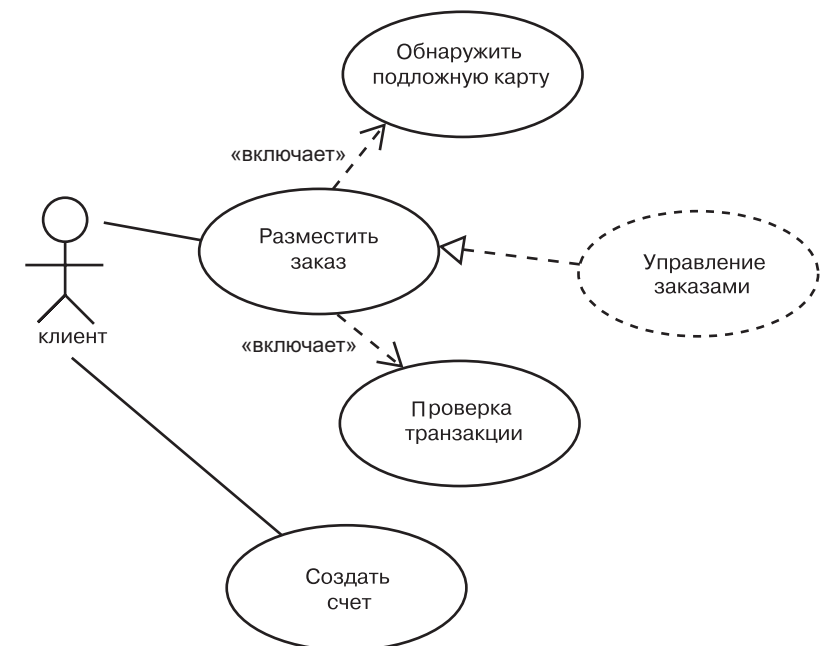 Обнаружить
подложную карту
«включает»
Разместить
заказ
Управление
заказами
клиент
«включает»
Проверка
транзакции
Создать
счет